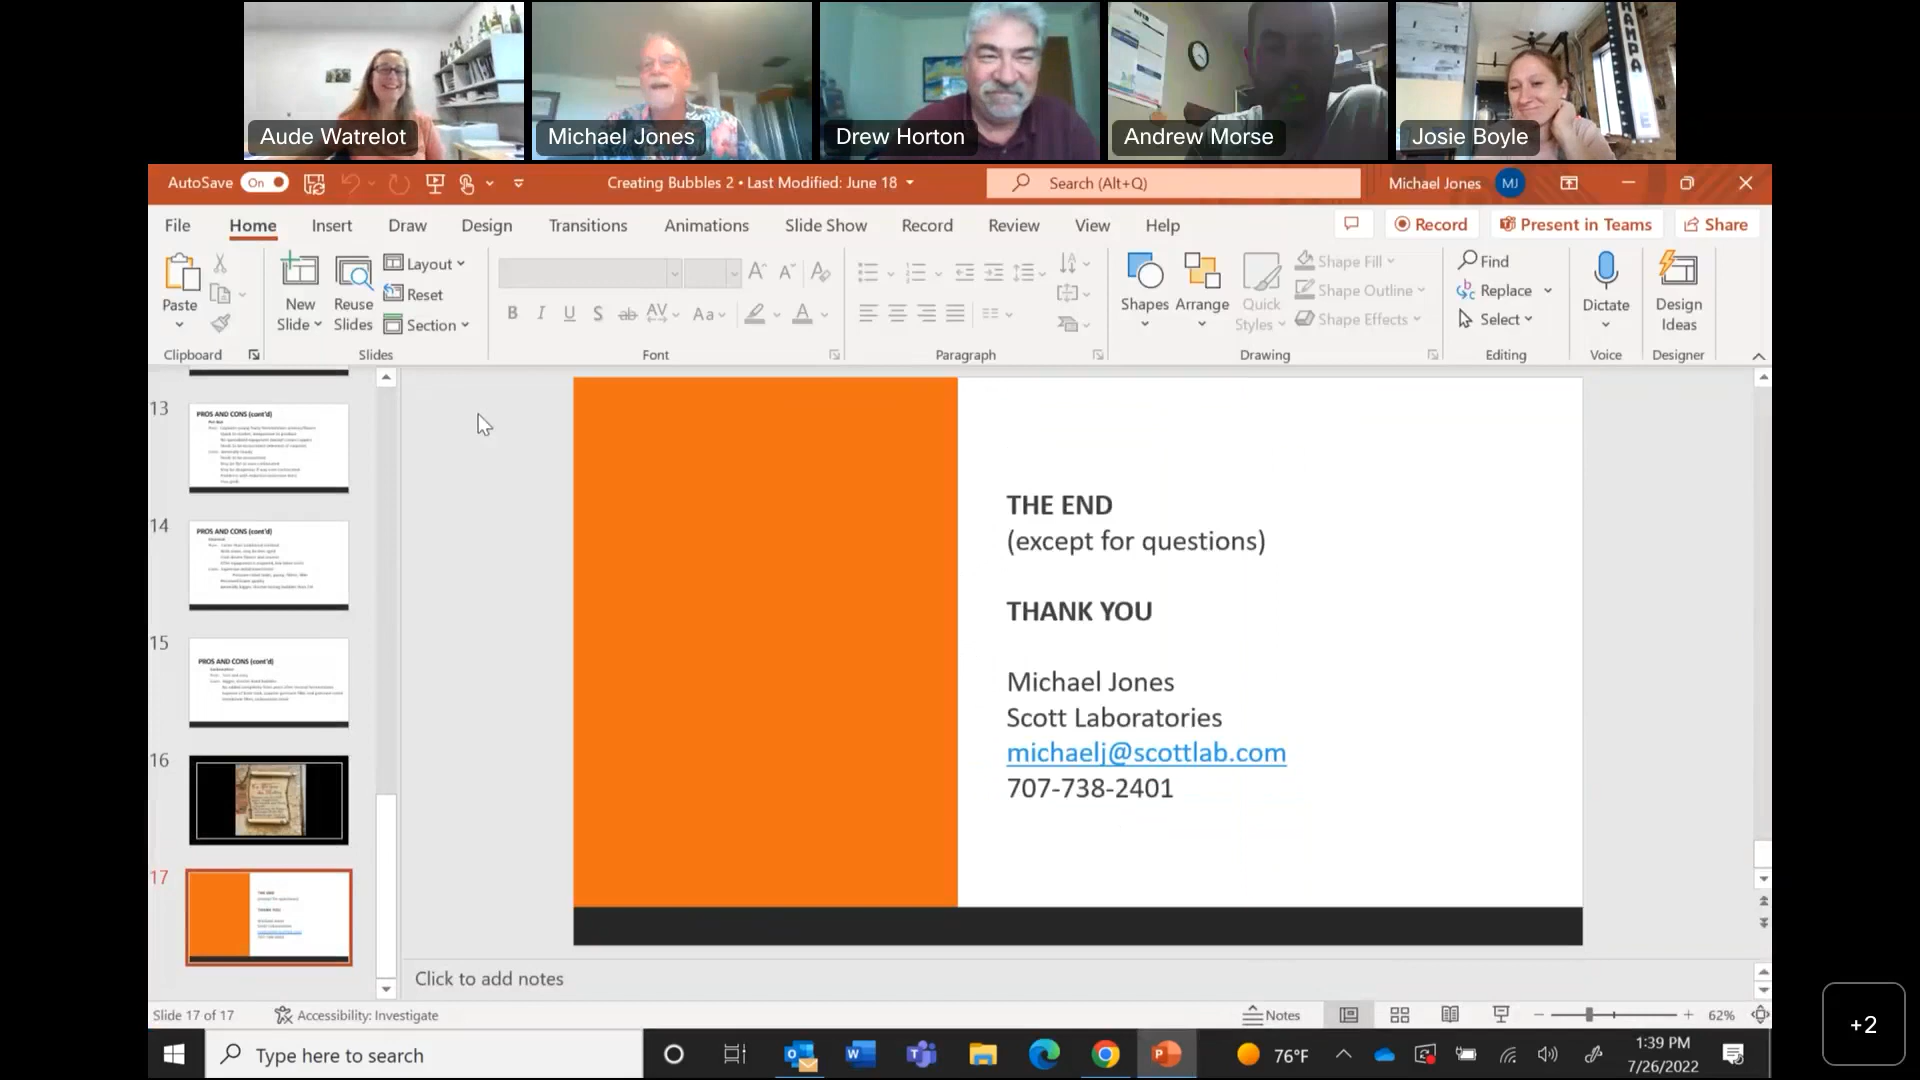 Aude Watrelot
Michael Jones
Drew Horton
Andrew Morse
Josie Boyle
AutoSave On
Creating Bubbles 2 • Last Modified: June 18
Search (Alt+Q)
Michael Jones MJ
File Home Insert Draw Design Transitions Animations Slide Show Record Review View Help
Record Present in Teams Share
Paste
New Slide
Reuse Slides
Layout
Reset
Section
B I U S ab AV Aa A
Shapes Arrange Quick Styles
Shape Fill
Shape Outline
Shape Effects
Find
Replace
Select
Dictate
Design Ideas
Clipboard Slides Font Paragraph Drawing Editing Voice Designer
13
PROS AND CONS (cont'd)
14
PROS AND CONS (cont'd)
15
PROS AND CONS (cont'd)
16
17
THE END
(except for questions)
THANK YOU
Michael Jones
Scott Laboratories
michaelj@scottlab.com
707-738-2401
Click to add notes
Slide 17 of 17
Accessibility: Investigate
Notes
62%
+2
Type here to search
76°F
1:39 PM
7/26/2022